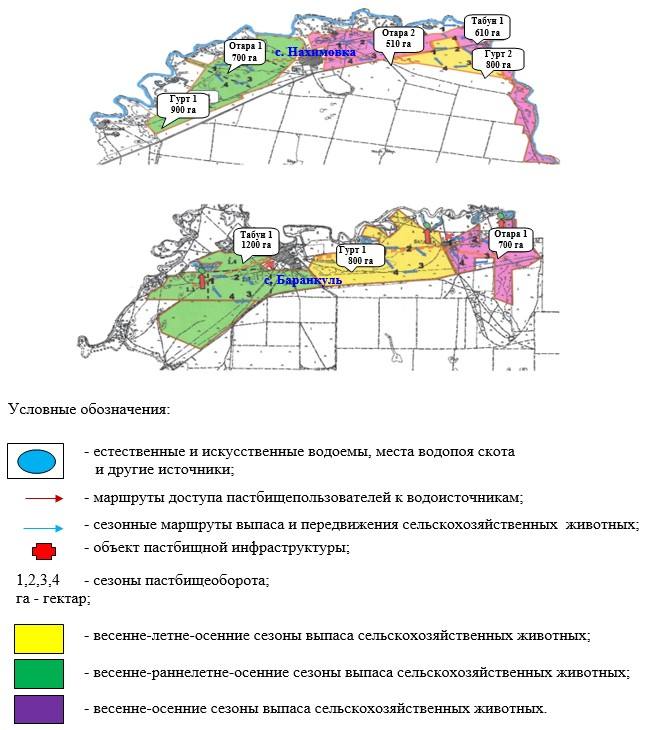 Табун 1
610 га
Отара 2
510 га
Отара 1
700 га
с. Нахимовка
Гурт 2
800 га
Гурт 1
900 га
Табун 1
1200 га
Отара 1
700 га
Гурт 1
800 га
с. Баранкуль
Условные обозначения:
- естественные и искусственные водоемы, места водопоя скота
и другие источники;
- маршруты доступа пастбищепользователей к водоисточникам;
- сезонные маршруты выпаса и передвижения сельскохозяйственных животных;
- объект пастбищной инфраструктуры;
1,2,3,4 - сезоны пастбищеоборота;
га - гектар;
- весенне-летне-осенние сезоны выпаса сельскохозяйственных животных;
- весенне-раннелетне-осенние сезоны выпаса сельскохозяйственных животных;
- весенне-осенние сезоны выпаса сельскохозяйственных животных.